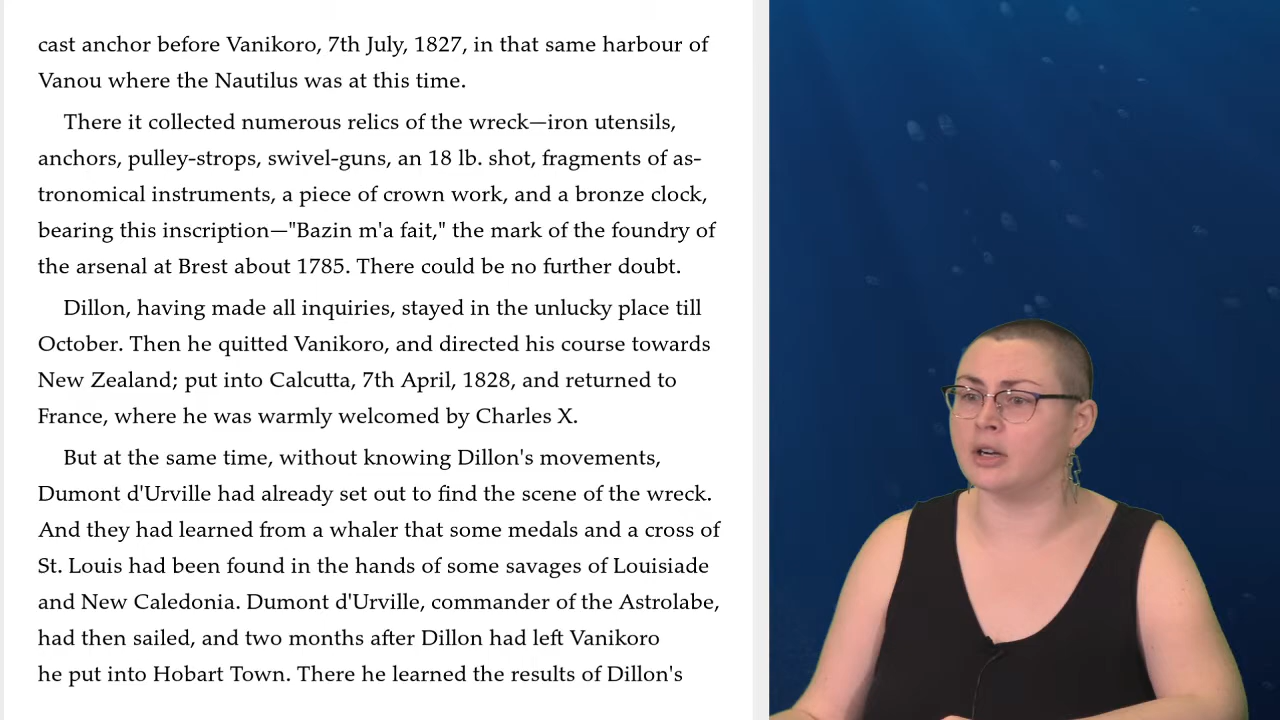 cast anchor before Vanikoro, 7th July, 1827, in that same harbour of
Vanou where the Nautilus was at this time.
There it collected numerous relics of the wreck—iron utensils,
anchors, pulley-strops, swivel-guns, an 18 lb. shot, fragments of as-
tronomical instruments, a piece of crown work, and a bronze clock,
bearing this inscription—"Bazin m'a fait," the mark of the foundry of
the arsenal at Brest about 1785. There could be no further doubt.
Dillon, having made all inquiries, stayed in the unlucky place till
October. Then he quitted Vanikoro, and directed his course towards
New Zealand; put into Calcutta, 7th April, 1828, and returned to
France, where he was warmly welcomed by Charles X.
But at the same time, without knowing Dillon's movements,
Dumont d'Urville had already set out to find the scene of the wreck.
And they had learned from a whaler that some medals and a cross of
St. Louis had been found in the hands of some savages of Louisiade
and New Caledonia. Dumont d'Urville, commander of the Astrolabe,
had then sailed, and two months after Dillon had left Vanikoro
he put into Hobart Town. There he learned the results of Dillon's